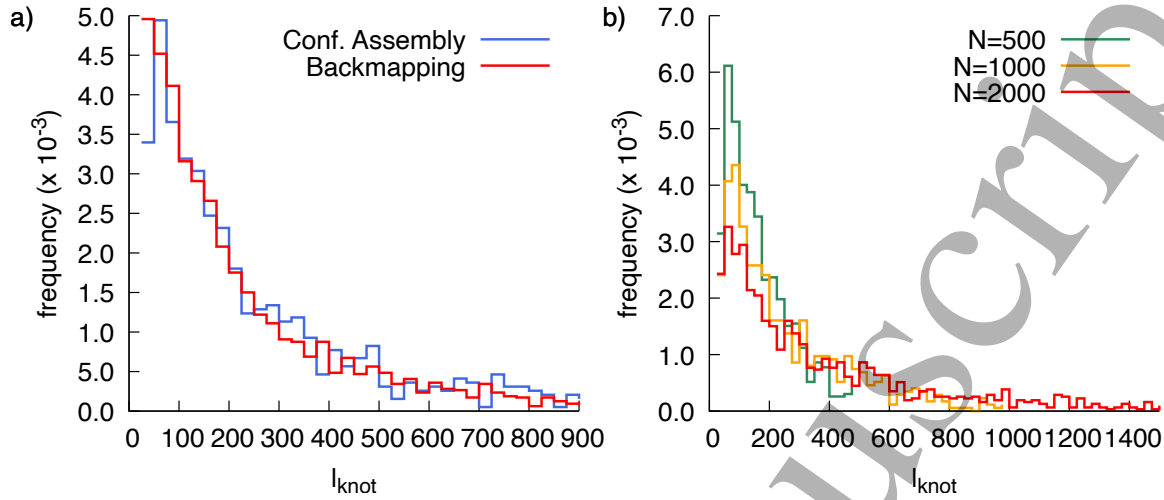 a)
Conf. Assembly
Backmapping
5.0
4.5
4.0
3.5
3.0
2.5
2.0
1.5
1.0
5.0
0.0
frequency (x 10-3)
0 100 200 300 400 500 600 700 800 900
lknot
b)
N=500
N=1000
N=2000
7.0
6.0
5.0
4.0
3.0
2.0
1.0
0.0
frequency (x 10-3)
0 200 400 600 800 1000 1200 1400
lknot
uscrip